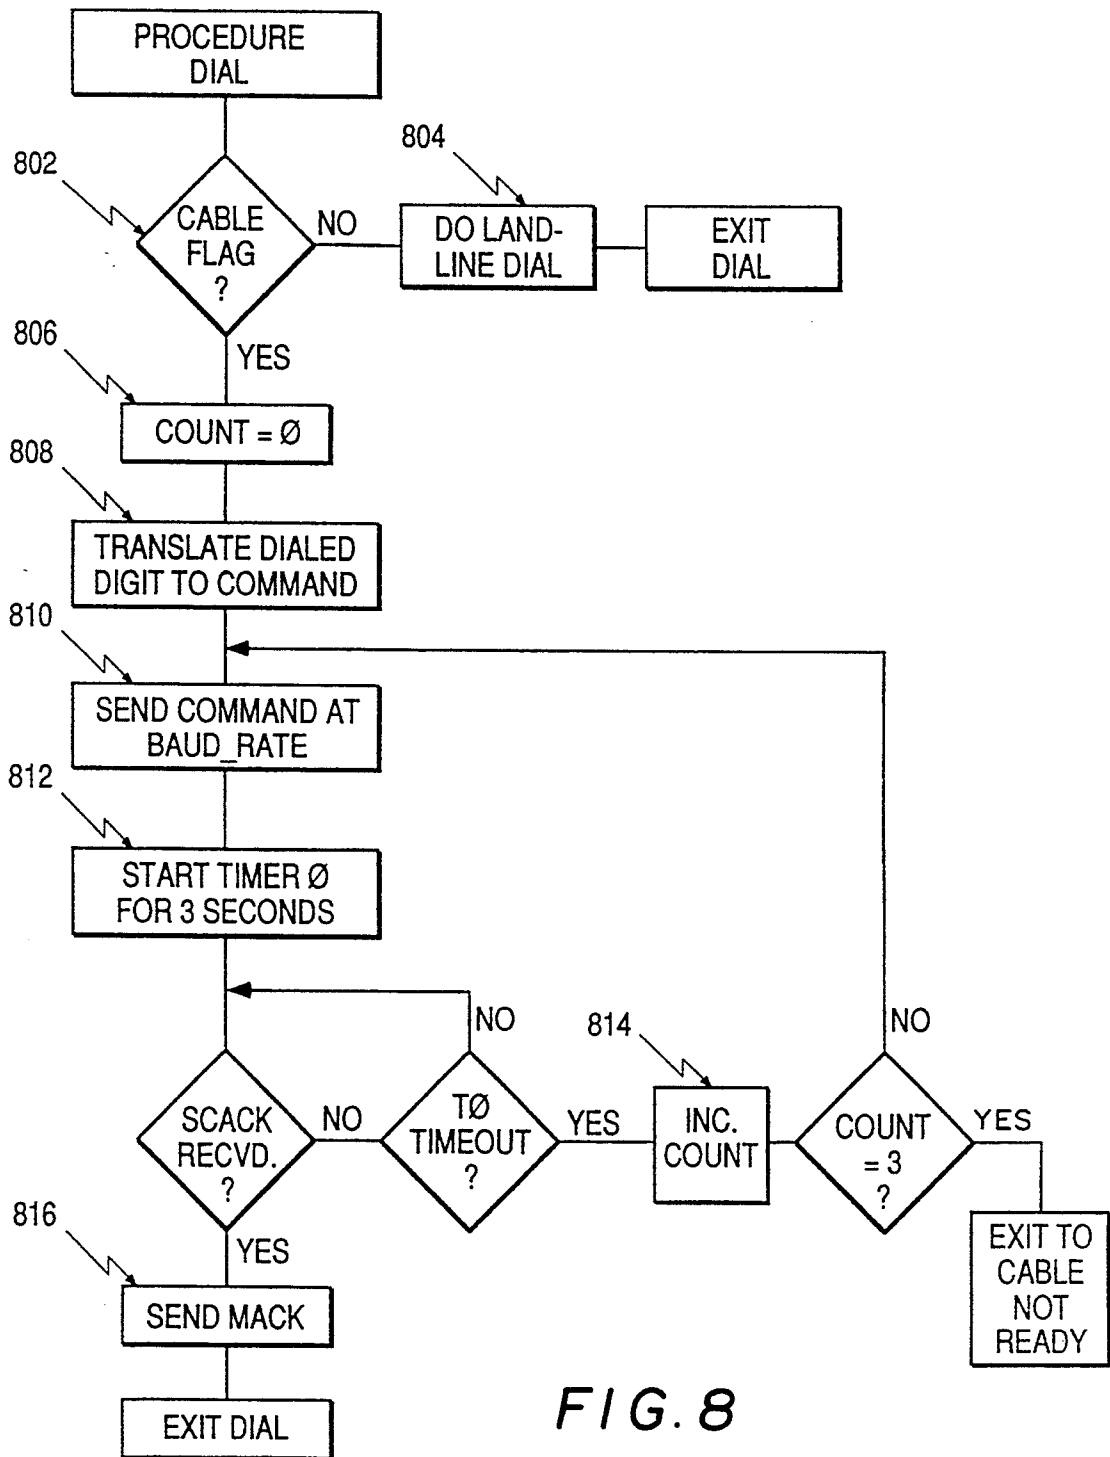 PROCEDURE
DIAL
802
CABLE
FLAG
?
NO
804
DO LAND-
LINE DIAL
EXIT
DIAL
YES
806
COUNT = Ø
808
TRANSLATE DIALED
DIGIT TO COMMAND
810
SEND COMMAND AT
BAUD_RATE
812
START TIMER Ø
FOR 3 SECONDS
SCACK
RECVD.
?
NO
TØ
TIMEOUT
?
NO
YES
814
INC.
COUNT
COUNT
= 3
?
NO
YES
EXIT TO
CABLE
NOT
READY
YES
816
SEND MACK
EXIT DIAL
FIG. 8